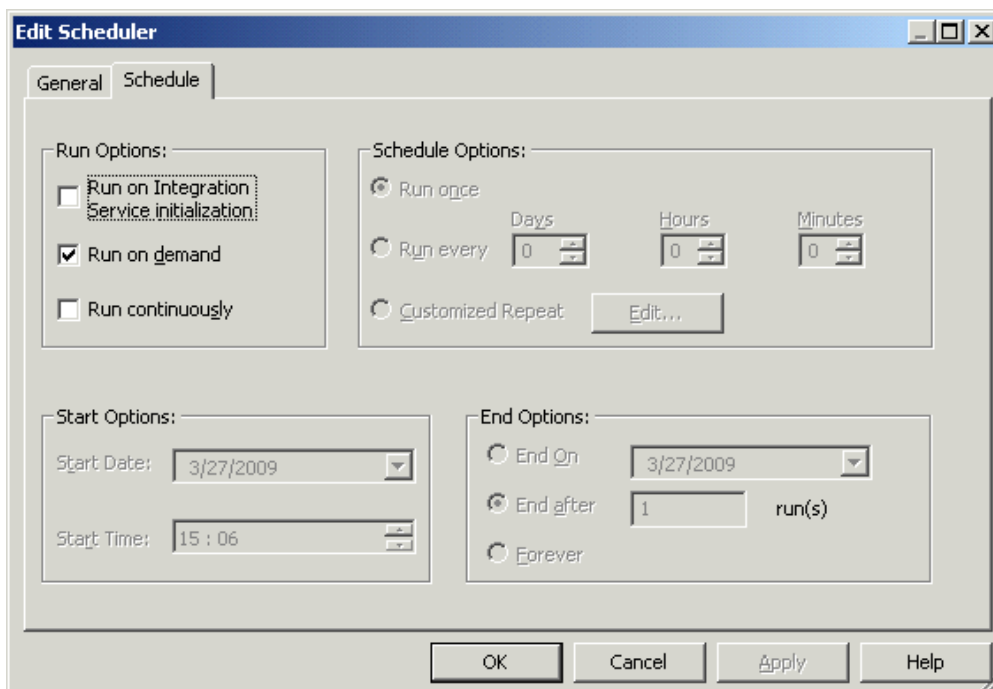 Edit Scheduler
General
Schedule
Run Options:
Run on Integration
Service initialization
Run on demand
Run continuously
Schedule Options:
Run once
Days
Hours
Minutes
Run every
0
0
0
Customized Repeat
Edit...
Start Options:
Start Date:
3/27/2009
Start Time:
15 : 06
End Options:
End On
3/27/2009
End after
1
run(s)
Forever
OK
Cancel
Apply
Help